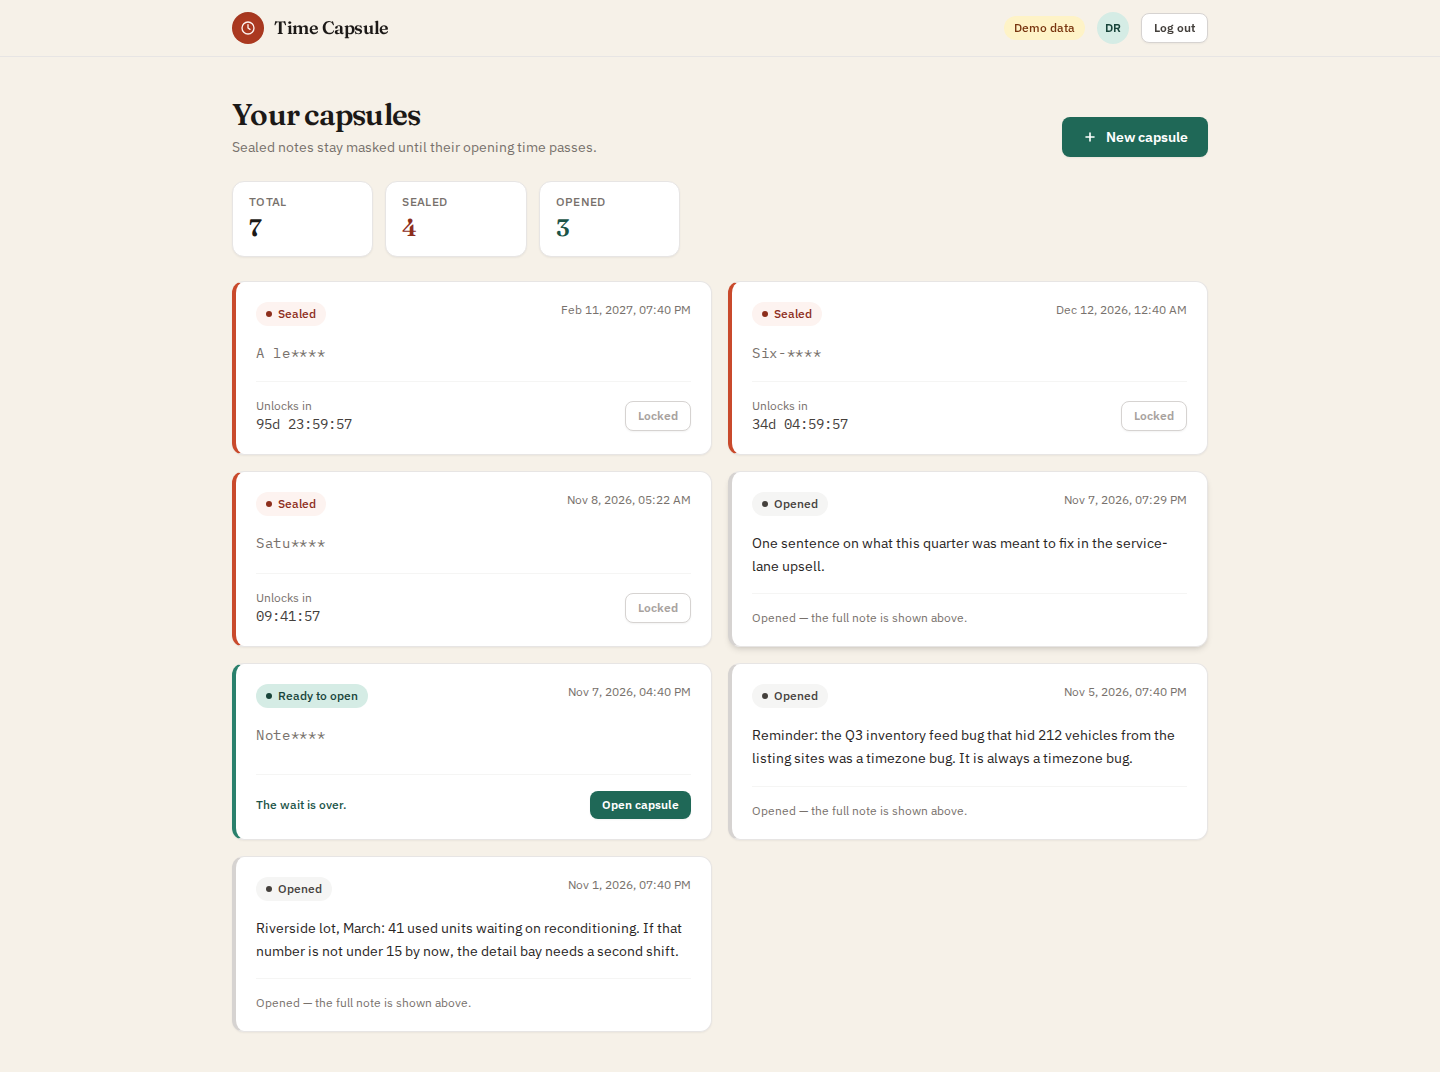 Time Capsule
Demo data
DR
Log out
Your capsules
Sealed notes stay masked until their opening time passes.
New capsule
TOTAL
7
SEALED
4
OPENED
3
Sealed
Feb 11, 2027, 07:40 PM
A le****
Unlocks in
95d 23:59:57
Locked
Sealed
Dec 12, 2026, 12:40 AM
Six-****
Unlocks in
34d 04:59:57
Locked
Sealed
Nov 8, 2026, 05:22 AM
Satu****
Unlocks in
09:41:57
Locked
Opened
Nov 7, 2026, 07:29 PM
One sentence on what this quarter was meant to fix in the service-
lane upsell.
Opened — the full note is shown above.
Ready to open
Nov 7, 2026, 04:40 PM
Note****
The wait is over.
Open capsule
Opened
Nov 5, 2026, 07:40 PM
Reminder: the Q3 inventory feed bug that hid 212 vehicles from the
listing sites was a timezone bug. It is always a timezone bug.
Opened — the full note is shown above.
Opened
Nov 1, 2026, 07:40 PM
Riverside lot, March: 41 used units waiting on reconditioning. If that
number is not under 15 by now, the detail bay needs a second shift.
Opened — the full note is shown above.